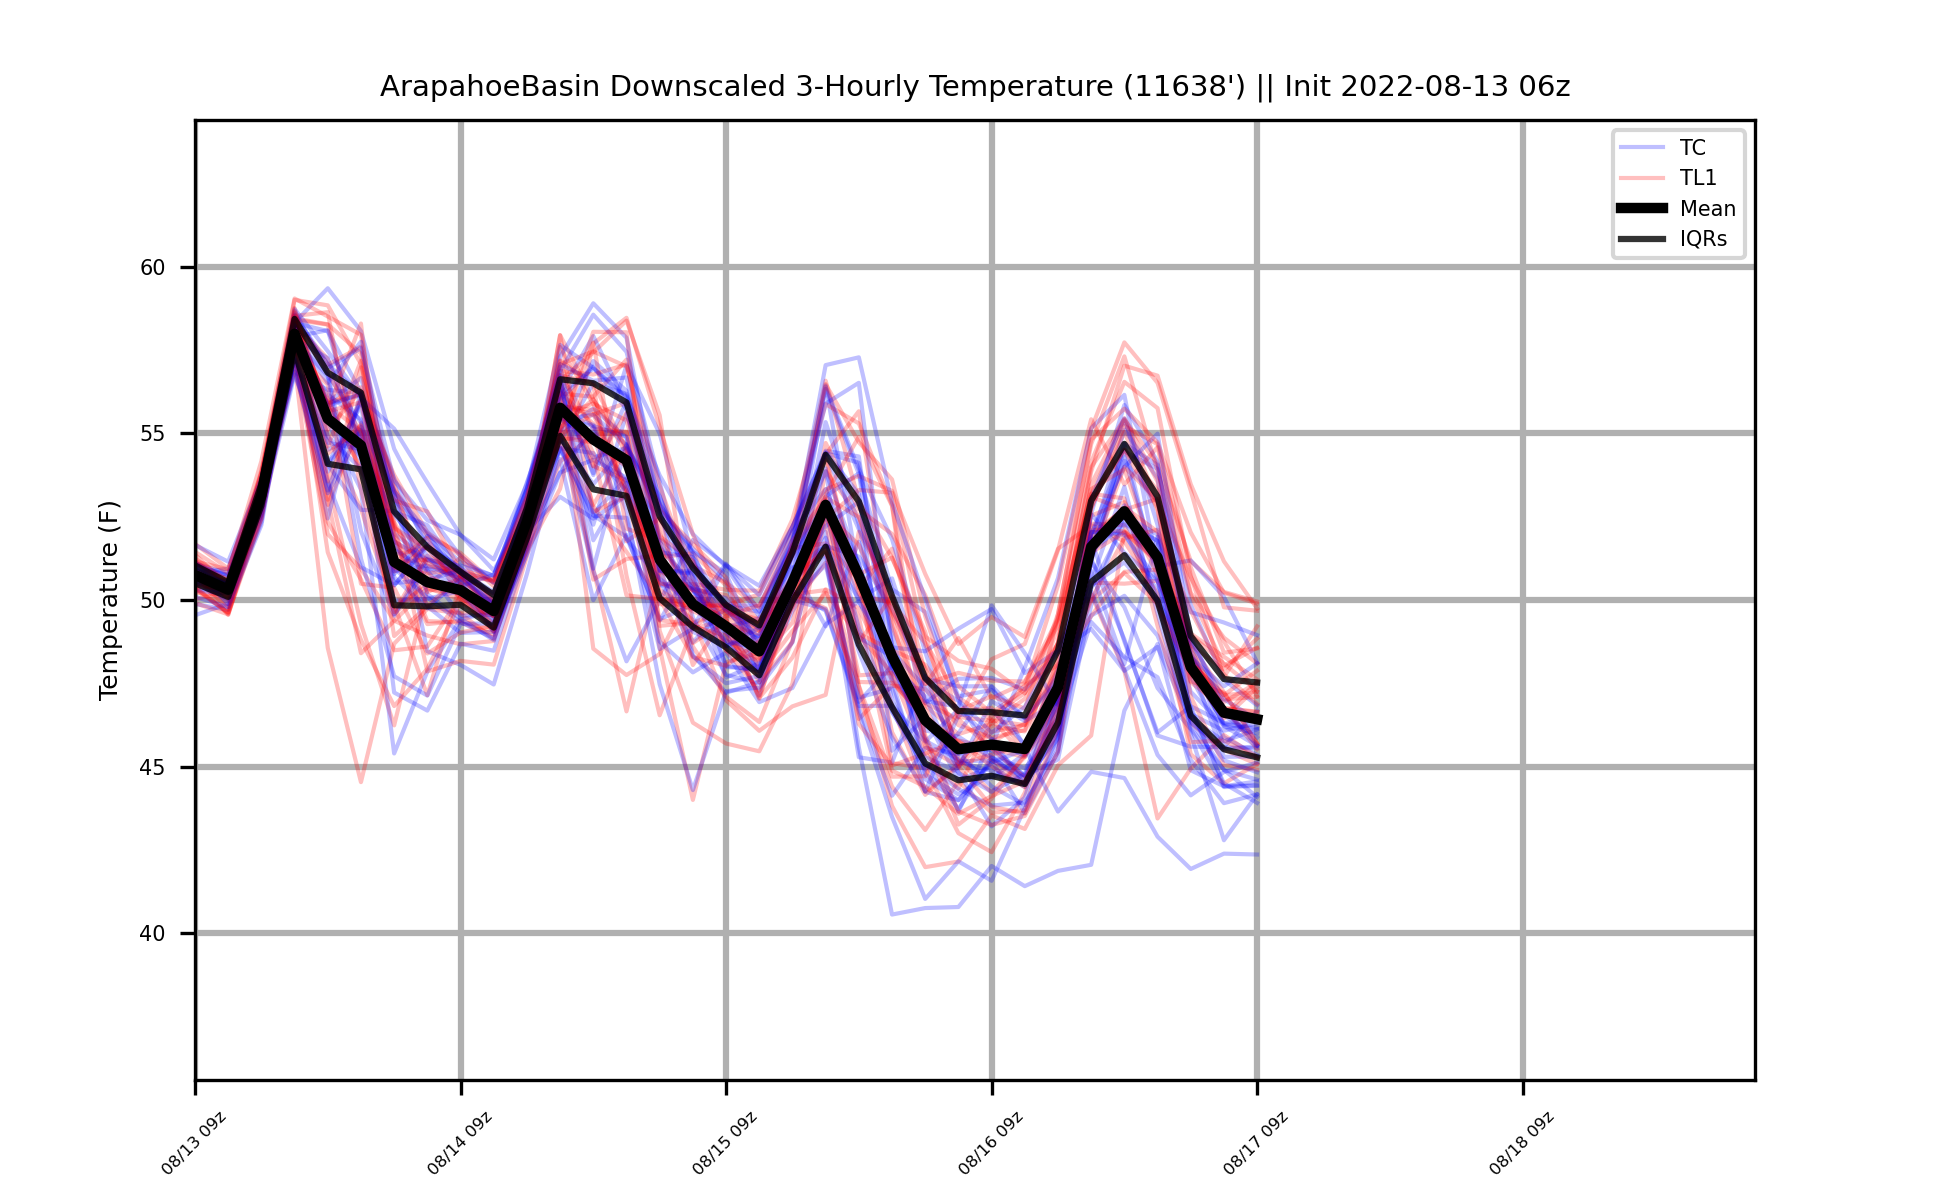 ArapahoeBasin Downscaled 3-Hourly Temperature (11638') || Init 2022-08-13 06z
TC
TL1
Mean
IQRs
Temperature (F)
60
55
50
45
40
08/13 09z
08/14 09z
08/15 09z
08/16 09z
08/17 09z
08/18 09z